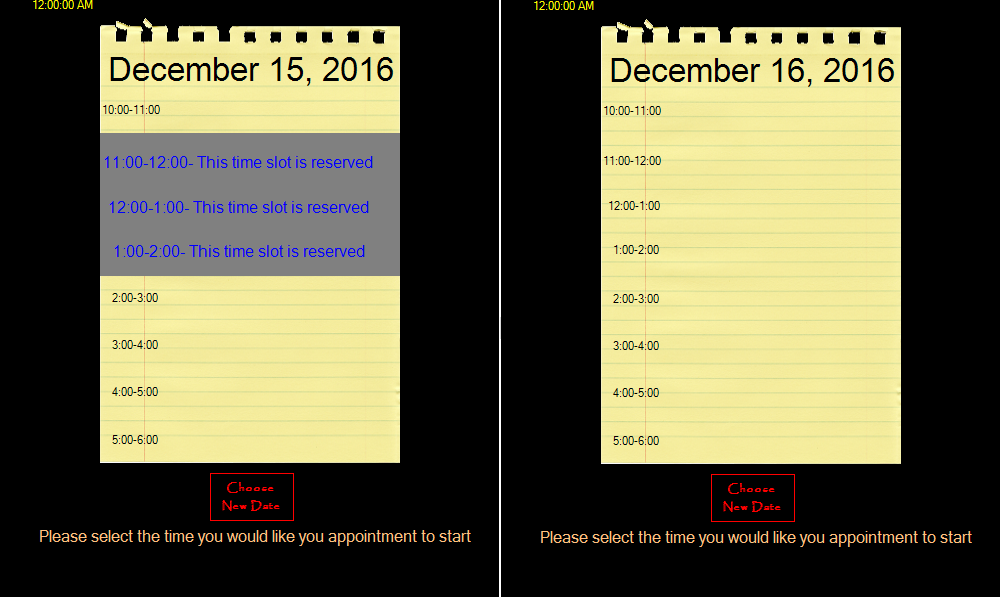 12:00:00 AM
December 15, 2016
10:00-11:00
11:00-12:00- This time slot is reserved
12:00-1:00- This time slot is reserved
1:00-2:00- This time slot is reserved
2:00-3:00
3:00-4:00
4:00-5:00
5:00-6:00
Choose
New Date
Please select the time you would like you appointment to start
12:00:00 AM
December 16, 2016
10:00-11:00
11:00-12:00
12:00-1:00
1:00-2:00
2:00-3:00
3:00-4:00
4:00-5:00
5:00-6:00
Choose
New Date
Please select the time you would like you appointment to start